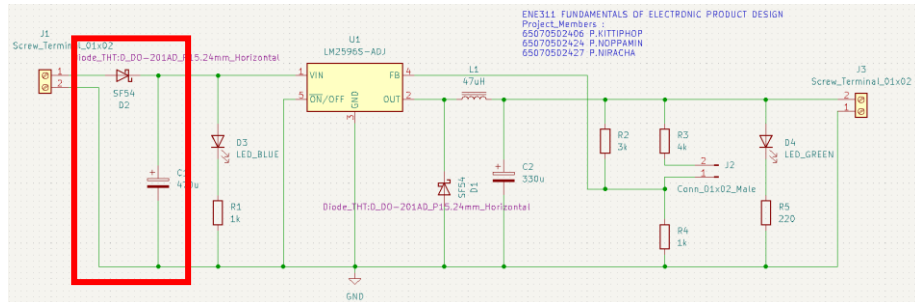 ENE311 FUNDAMENTALS OF ELECTRONIC PRODUCT DESIGN
Project_Members :
65070502406 P.KITTIPHOP
65070502424 P.NOPPAMIN
65070502427 P.NIRACHA
J1
Screw_Terminal_01x02
1
2
Diode_THT:D_DO-201AD_P15.24mm_Horizontal
SF54
D2
C1
470u
D3
LED_BLUE
R1
1k
U1
LM2596S-ADJ
1
VIN
FB
4
5
ON/OFF
GND
OUT
2
3
L1
47uH
SF54
D1
Diode_THT:D_DO-201AD_P15.24mm_Horizontal
C2
330u
R2
3k
R3
4k
2
1
J2
Conn_01x02_Male
R4
1k
D4
LED_GREEN
R5
220
J3
Screw_Terminal_01x02
2
1
GND